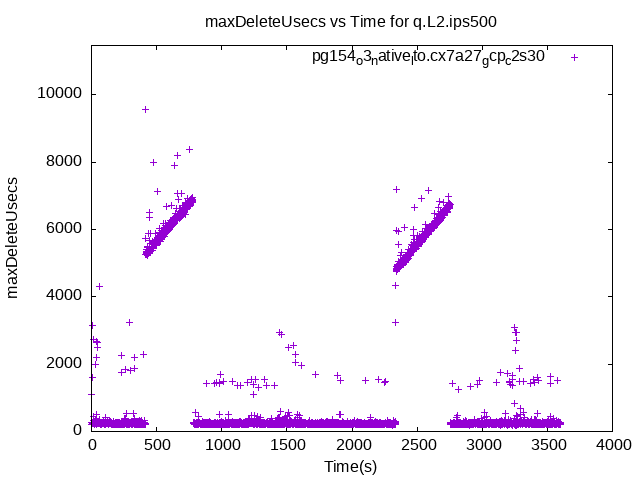 maxDeleteUsecs vs Time for q.L2.ips500
pg154o3native_lto.cx7a27gcpc2s30
10000
8000
6000
4000
2000
0
maxDeleteUsecs
0 500 1000 1500 2000 2500 3000 3500 4000
Time(s)